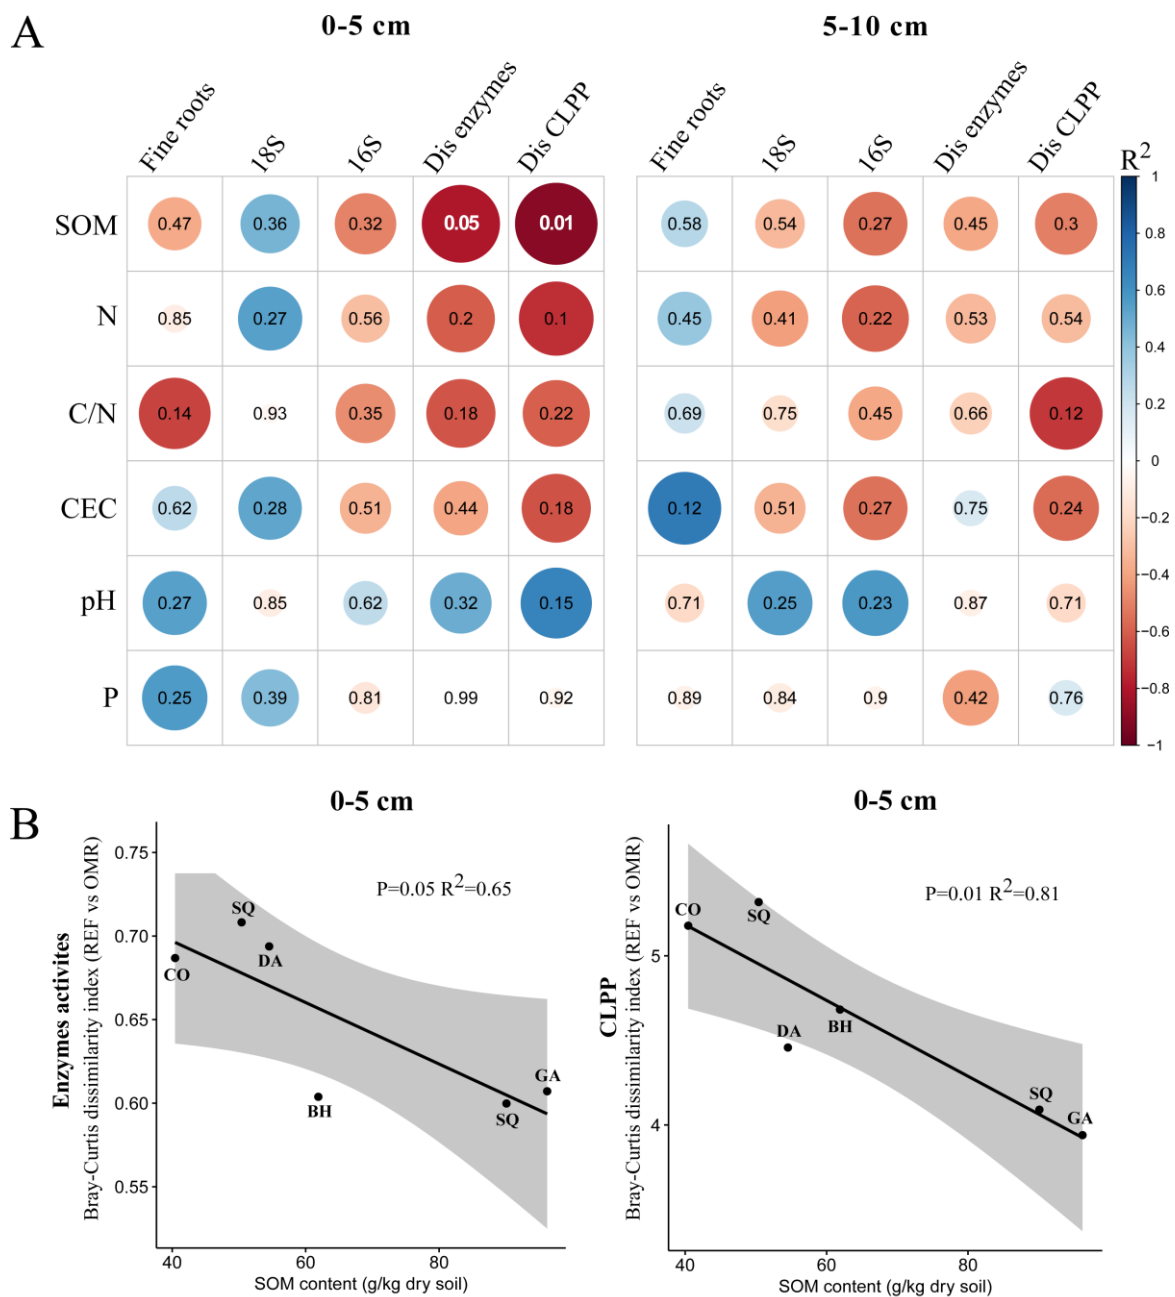 A
0-5 cm
5-10 cm
Fine roots
18S
16S
Dis enzymes
Dis CLPP
Fine roots
18S
16S
Dis enzymes
Dis CLPP
R²
SOM 0.47 0.36 0.32 0.05 0.01 0.58 0.54 0.27 0.45 0.3
N 0.85 0.27 0.56 0.2 0.1 0.45 0.41 0.22 0.53 0.54
C/N 0.14 0.93 0.35 0.18 0.22 0.69 0.75 0.45 0.66 0.12
CEC 0.62 0.28 0.51 0.44 0.18 0.12 0.51 0.27 0.75 0.24
pH 0.27 0.85 0.62 0.32 0.15 0.71 0.25 0.23 0.87 0.71
P 0.25 0.39 0.81 0.99 0.92 0.89 0.84 0.9 0.42 0.76
1
0.8
0.6
0.4
0.2
0
−0.2
−0.4
−0.6
−0.8
−1
B
0-5 cm
Enzymes activites
Bray-Curtis dissimilarity index (REF vs OMR)
0.75
0.70
0.65
0.60
0.55
P=0.05 R²=0.65
CO
SQ
DA
BH
SQ
GA
40 60 80
SOM content (g/kg dry soil)
0-5 cm
CLPP
Bray-Curtis dissimilarity index (REF vs OMR)
5
4
P=0.01 R²=0.81
CO
SQ
DA
BH
SQ
GA
40 60 80
SOM content (g/kg dry soil)